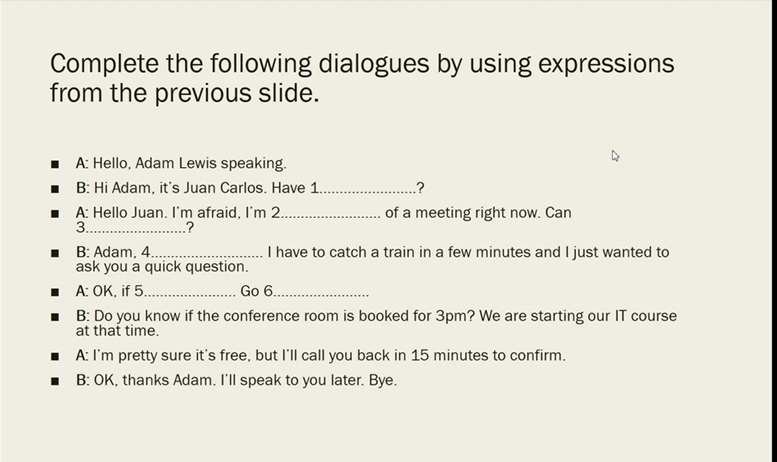 Complete the following dialogues by using expressions
from the previous slide.
■ A: Hello, Adam Lewis speaking.
■ B: Hi Adam, it's Juan Carlos. Have 1........................?
■ A: Hello Juan. I'm afraid, I'm 2......................... of a meeting right now. Can
3.........................?
■ B: Adam, 4............................ I have to catch a train in a few minutes and I just wanted to
ask you a quick question.
■ A: OK, if 5....................... Go 6........................
■ B: Do you know if the conference room is booked for 3pm? We are starting our IT course
at that time.
■ A: I'm pretty sure it's free, but I'll call you back in 15 minutes to confirm.
■ B: OK, thanks Adam. I'll speak to you later. Bye.